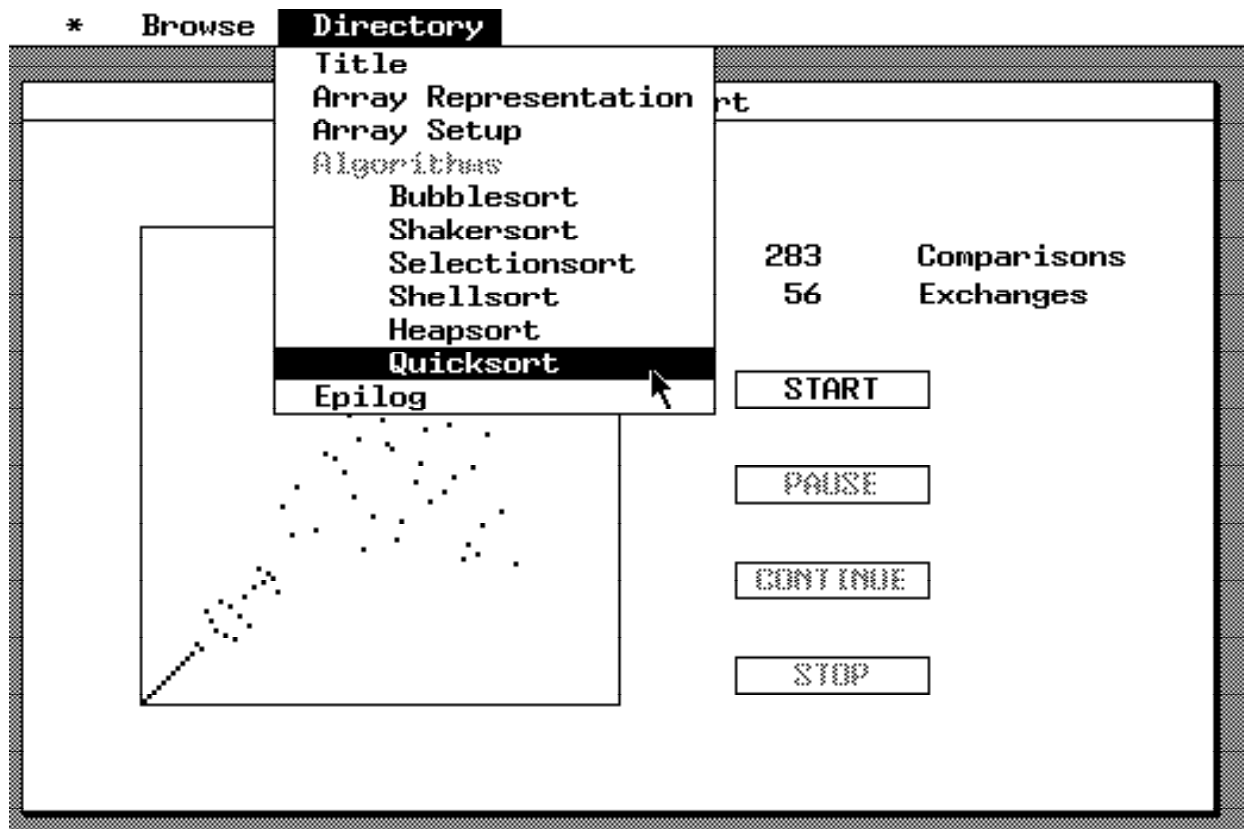 * Browse Directory
Title
Array Representation
rt
Array Setup
Algorithms
Bubblesort
Shakersort
Selectionsort
Shellsort
Heapsort
Quicksort
Epilog
283 Comparisons
56 Exchanges
START
PAUSE
CONTINUE
STOP